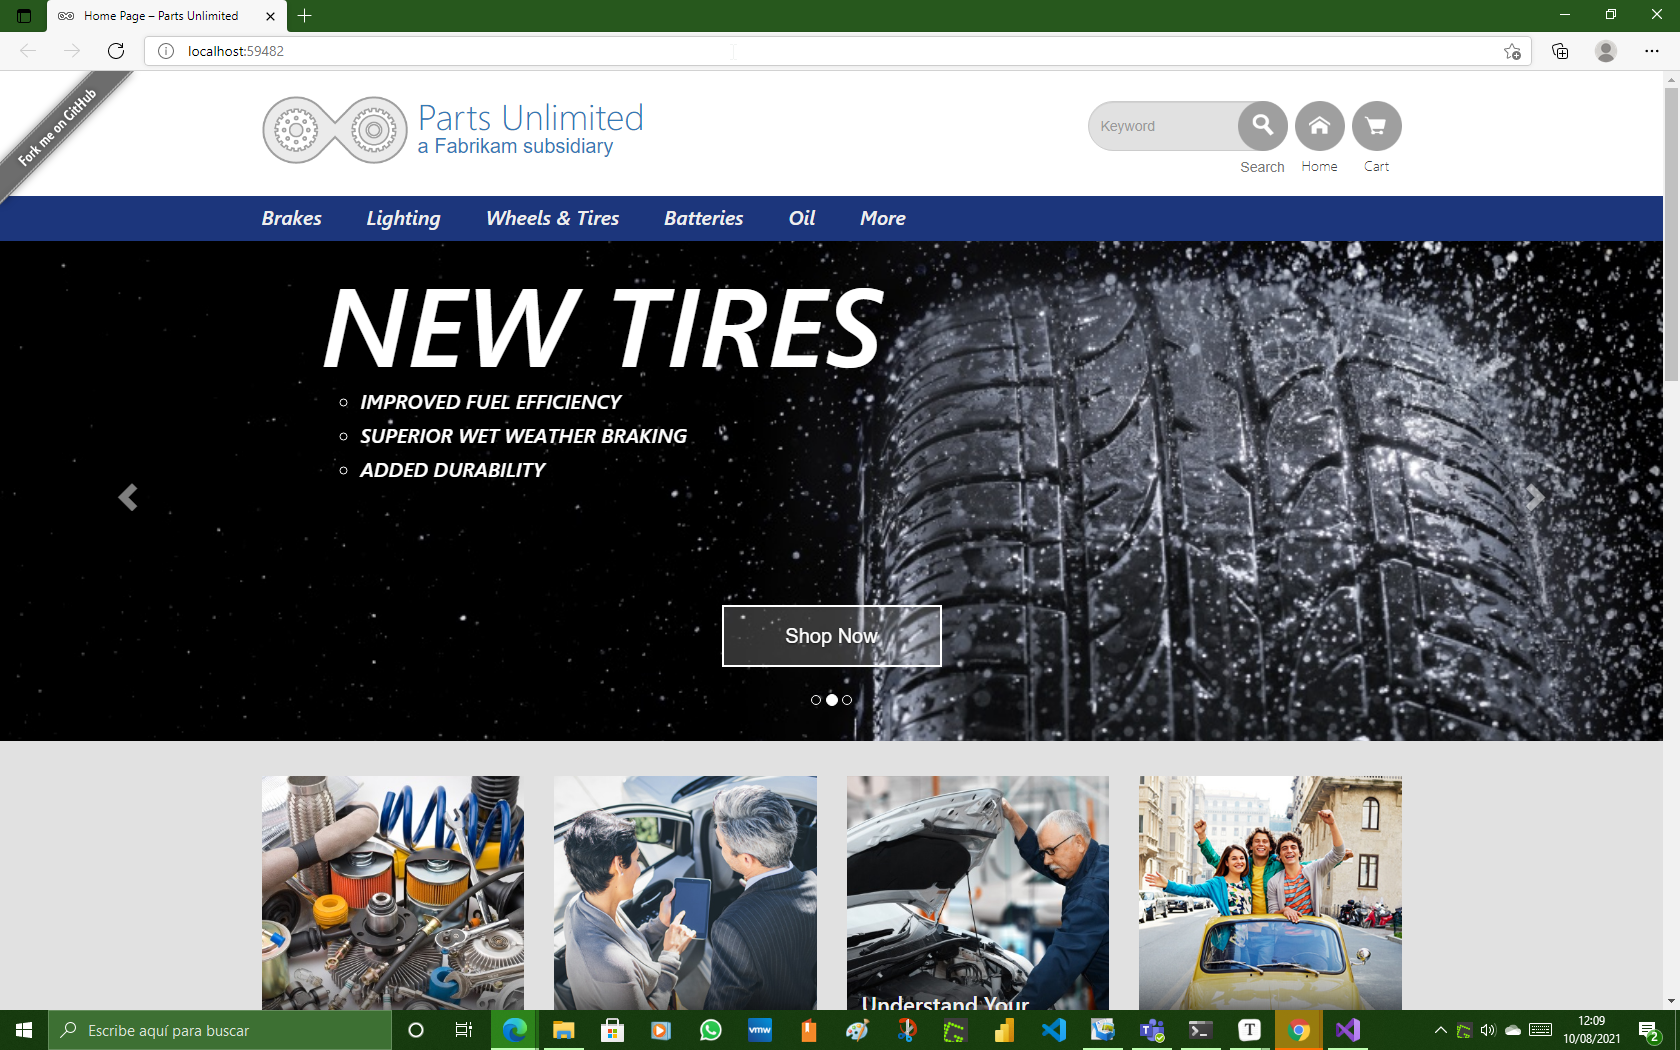 Home Page – Parts Unlimited
localhost:59482
Fork me on GitHub
Parts Unlimited
a Fabrikam subsidiary
Keyword
Search
Home
Cart
Brakes
Lighting
Wheels & Tires
Batteries
Oil
More
NEW TIRES
IMPROVED FUEL EFFICIENCY
SUPERIOR WET WEATHER BRAKING
ADDED DURABILITY
Shop Now
Understand Your
Escribe aquí para buscar
vmw
T
12:09
10/08/2021
2